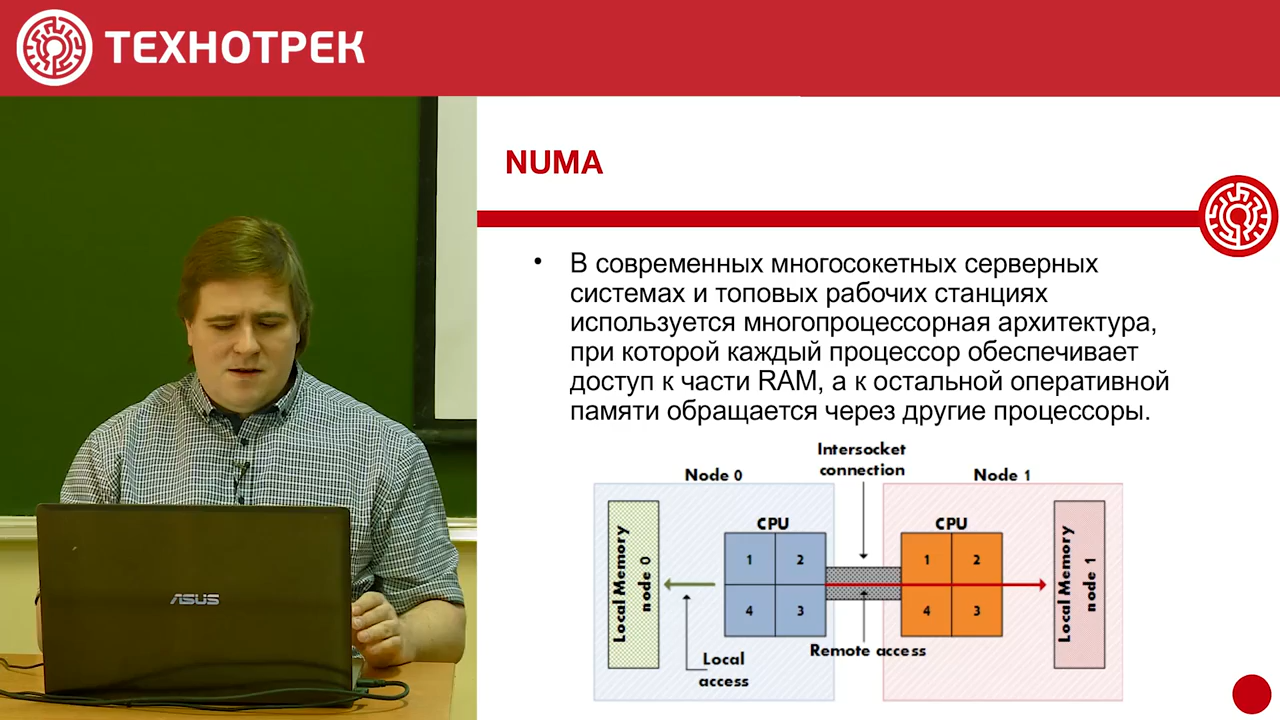 ТЕХНОТРЕК
NUMA
• В современных многосокетных серверных
системах и топовых рабочих станциях
используется многопроцессорная архитектура,
при которой каждый процессор обеспечивает
доступ к части RAM, а к остальной оперативной
памяти обращается через другие процессоры.
Intersocket
connection
Node 0
Node 1
CPU
CPU
1 2
4 3
1 2
4 3
Local Memory
node 0
Local Memory
node 1
Remote access
Local
access
ASUS